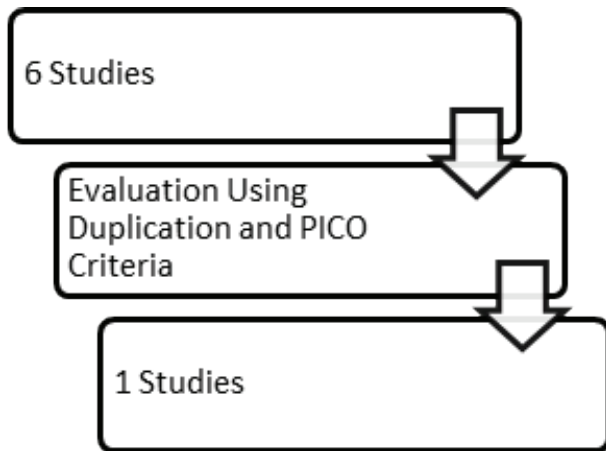 6 Studies
Evaluation Using
Duplication and PICO
Criteria
1 Studies